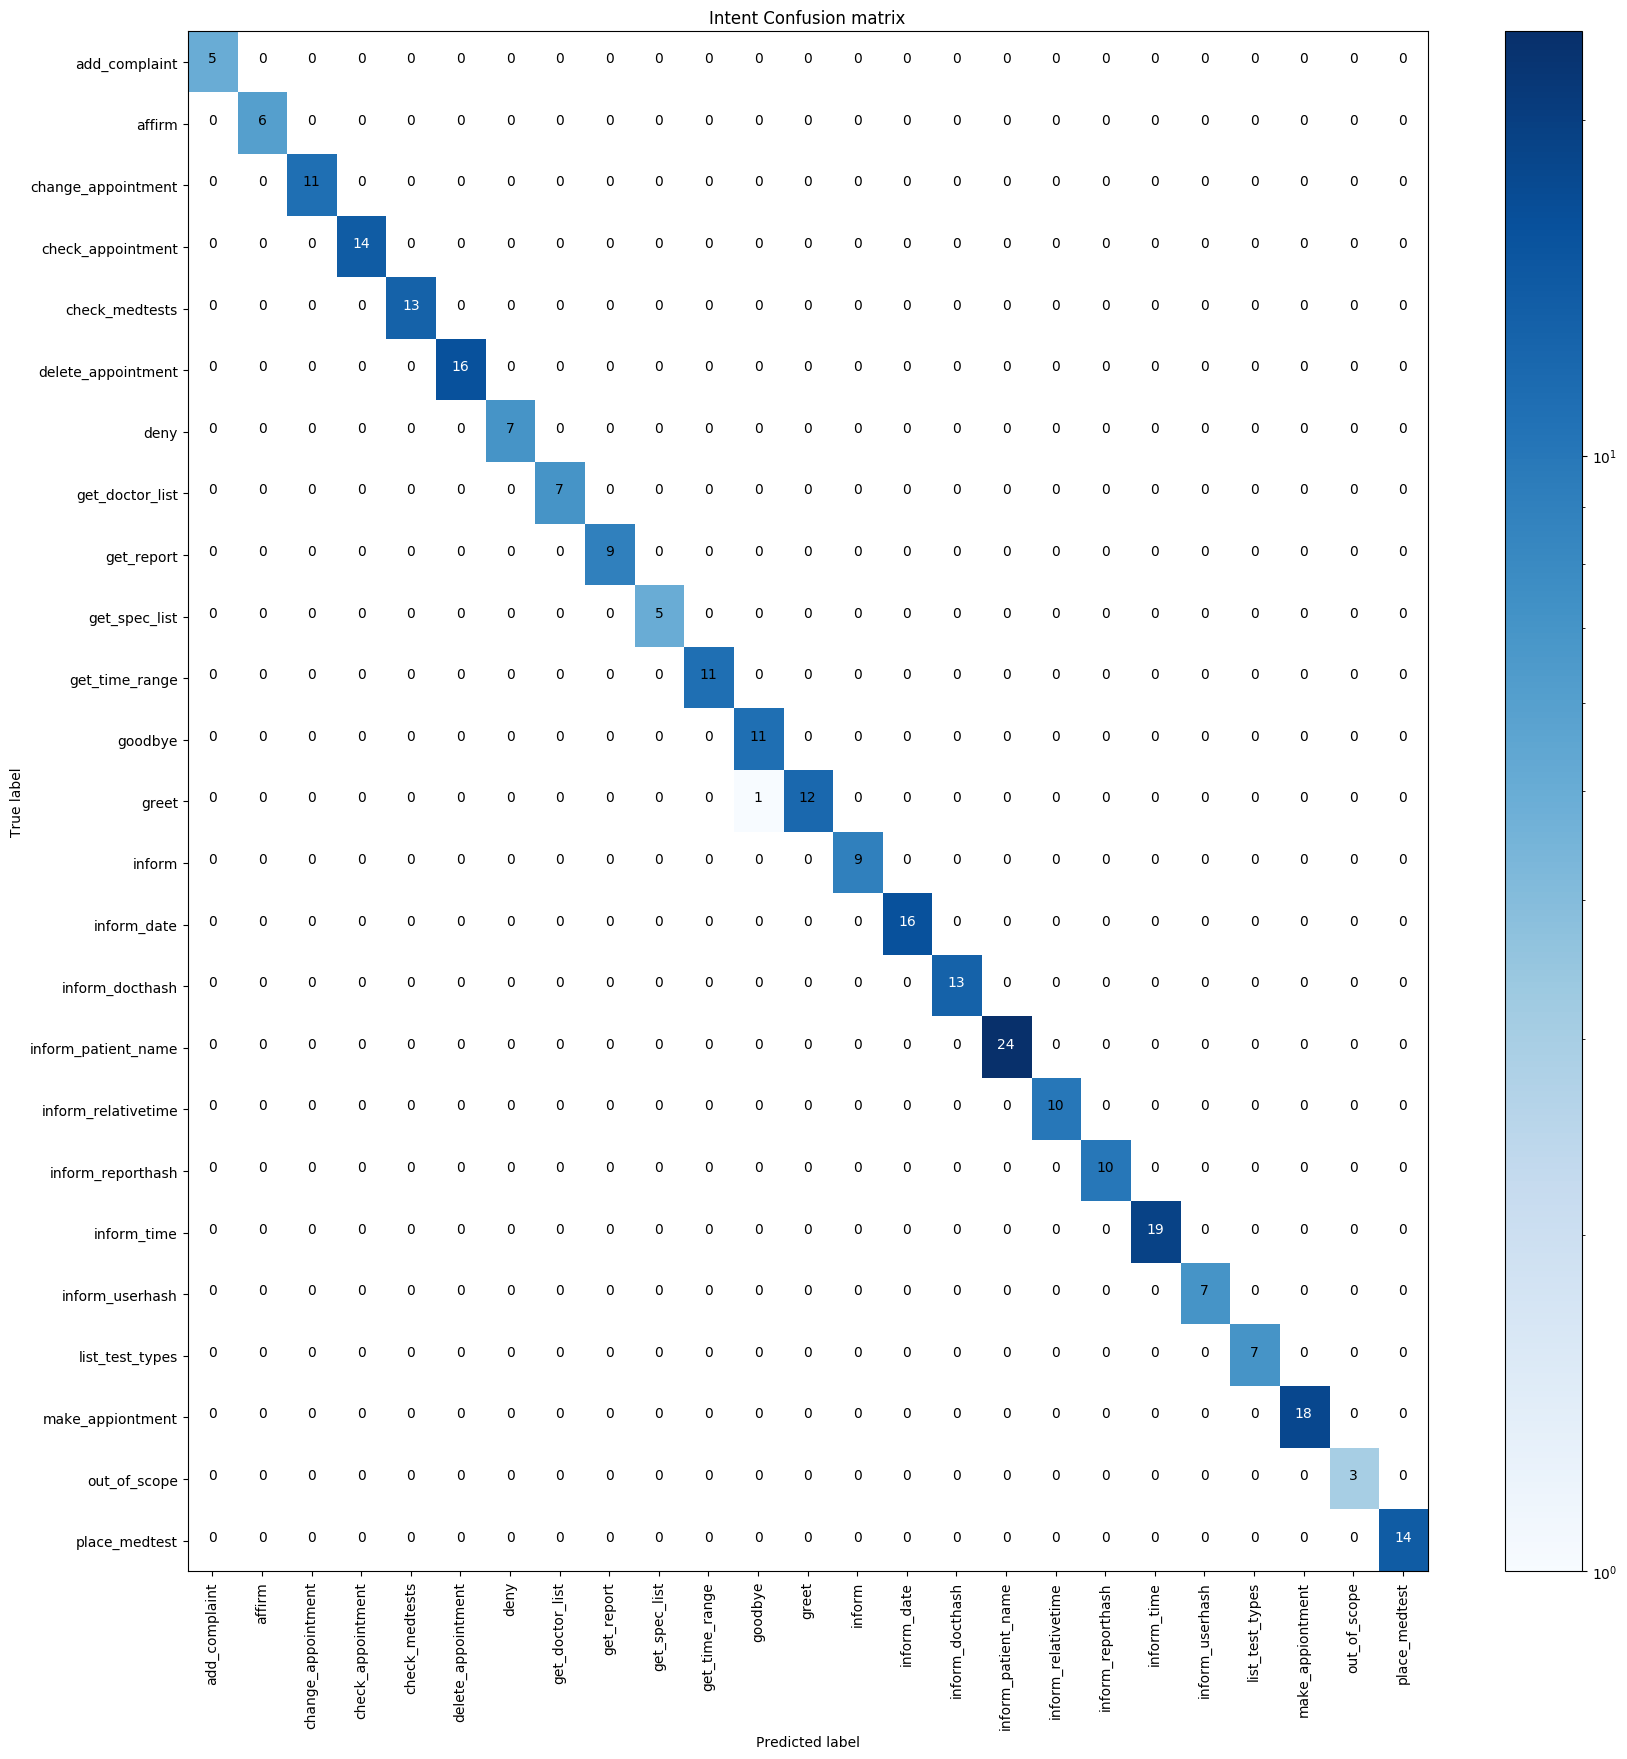 Intent Confusion matrix
add_complaint 5 0 0 0 0 0 0 0 0 0 0 0 0 0 0 0 0 0 0 0 0 0 0 0 0
affirm 0 6 0 0 0 0 0 0 0 0 0 0 0 0 0 0 0 0 0 0 0 0 0 0 0
change_appointment 0 0 11 0 0 0 0 0 0 0 0 0 0 0 0 0 0 0 0 0 0 0 0 0 0
check_appointment 0 0 0 14 0 0 0 0 0 0 0 0 0 0 0 0 0 0 0 0 0 0 0 0 0
check_medtests 0 0 0 0 13 0 0 0 0 0 0 0 0 0 0 0 0 0 0 0 0 0 0 0 0
delete_appointment 0 0 0 0 0 16 0 0 0 0 0 0 0 0 0 0 0 0 0 0 0 0 0 0 0
deny 0 0 0 0 0 0 7 0 0 0 0 0 0 0 0 0 0 0 0 0 0 0 0 0 0
get_doctor_list 0 0 0 0 0 0 0 7 0 0 0 0 0 0 0 0 0 0 0 0 0 0 0 0 0
get_report 0 0 0 0 0 0 0 0 9 0 0 0 0 0 0 0 0 0 0 0 0 0 0 0 0
get_spec_list 0 0 0 0 0 0 0 0 0 5 0 0 0 0 0 0 0 0 0 0 0 0 0 0 0
get_time_range 0 0 0 0 0 0 0 0 0 0 11 0 0 0 0 0 0 0 0 0 0 0 0 0 0
goodbye 0 0 0 0 0 0 0 0 0 0 0 11 0 0 0 0 0 0 0 0 0 0 0 0 0
greet 0 0 0 0 0 0 0 0 0 0 0 1 12 0 0 0 0 0 0 0 0 0 0 0 0
inform 0 0 0 0 0 0 0 0 0 0 0 0 0 9 0 0 0 0 0 0 0 0 0 0 0
inform_date 0 0 0 0 0 0 0 0 0 0 0 0 0 0 16 0 0 0 0 0 0 0 0 0 0
inform_docthash 0 0 0 0 0 0 0 0 0 0 0 0 0 0 0 13 0 0 0 0 0 0 0 0 0
inform_patient_name 0 0 0 0 0 0 0 0 0 0 0 0 0 0 0 0 24 0 0 0 0 0 0 0 0
inform_relativetime 0 0 0 0 0 0 0 0 0 0 0 0 0 0 0 0 0 10 0 0 0 0 0 0 0
inform_reporthash 0 0 0 0 0 0 0 0 0 0 0 0 0 0 0 0 0 0 10 0 0 0 0 0 0
inform_time 0 0 0 0 0 0 0 0 0 0 0 0 0 0 0 0 0 0 0 19 0 0 0 0 0
inform_userhash 0 0 0 0 0 0 0 0 0 0 0 0 0 0 0 0 0 0 0 0 7 0 0 0 0
list_test_types 0 0 0 0 0 0 0 0 0 0 0 0 0 0 0 0 0 0 0 0 0 7 0 0 0
make_appiontment 0 0 0 0 0 0 0 0 0 0 0 0 0 0 0 0 0 0 0 0 0 0 18 0 0
out_of_scope 0 0 0 0 0 0 0 0 0 0 0 0 0 0 0 0 0 0 0 0 0 0 0 3 0
place_medtest 0 0 0 0 0 0 0 0 0 0 0 0 0 0 0 0 0 0 0 0 0 0 0 0 14
True label
add_complaint
affirm
change_appointment
check_appointment
check_medtests
delete_appointment
deny
get_doctor_list
get_report
get_spec_list
get_time_range
goodbye
greet
inform
inform_date
inform_docthash
inform_patient_name
inform_relativetime
inform_reporthash
inform_time
inform_userhash
list_test_types
make_appiontment
out_of_scope
place_medtest
Predicted label
10¹
10⁰